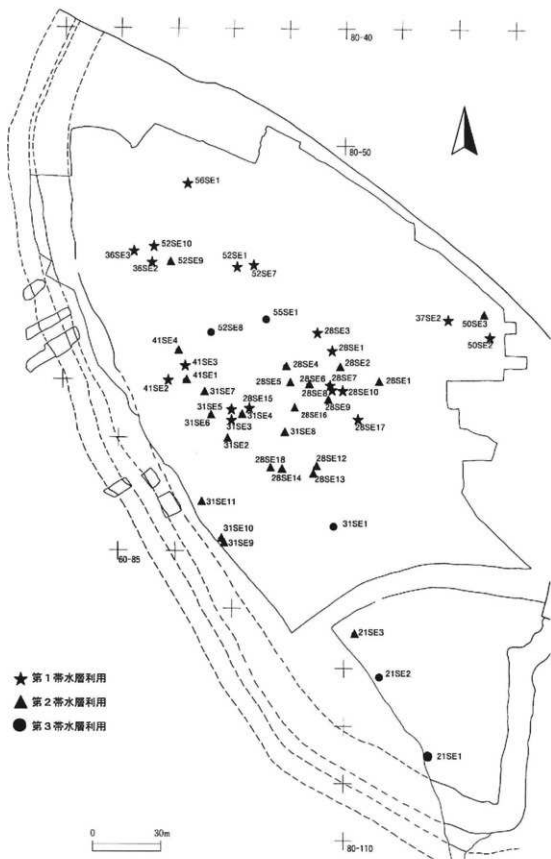 80-40
80-50
56SE1
52SE10
36SE3
36SE2
52SE9
52SE1
52SE7
55SE1
52SE8
37SE2
50SE3
50SE2
28SE3
28SE1
41SE4
41SE3
41SE1
41SE2
28SE4
28SE2
28SE5
28SE6
28SE7
28SE1
28SE8
28SE10
28SE9
31SE7
31SE5
28SE15
31SE4
28SE16
31SE6
31SE3
28SE17
31SE2
31SE8
28SE18
28SE12
28SE14
28SE13
31SE11
31SE1
31SE10
31SE9
60-85
21SE3
21SE2
21SE1
★ 第1帯水層利用
▲ 第2帯水層利用
● 第3帯水層利用
0 30m
80-110